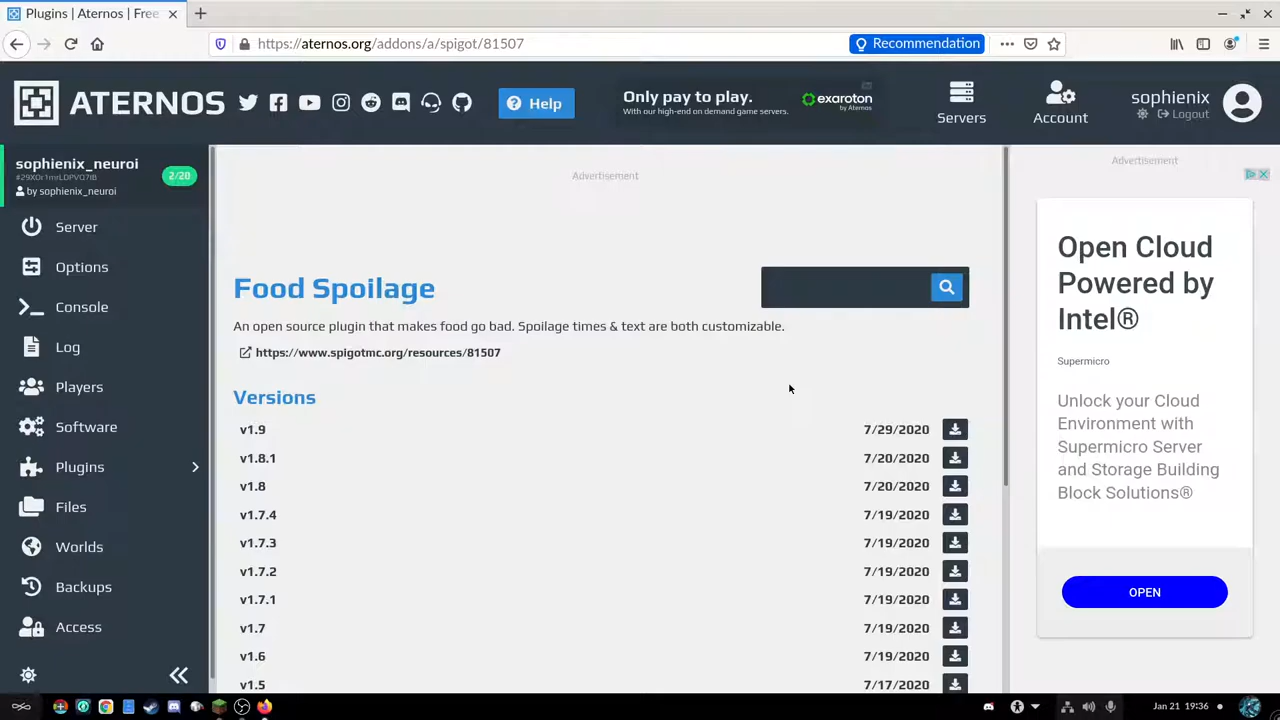 Plugins | Aternos | Free
https://aternos.org/addons/a/spigot/81507
Recommendation
ATERNOS
Help
Only pay to play.
With our high-end on demand game servers.
exaroton
by Aternos
Servers
Account
sophienix
Logout
sophienix_neuroi
by sophienix_neuroi
2/20
Server
Options
Console
Log
Players
Software
Plugins
Files
Worlds
Backups
Access
Advertisement
Food Spoilage
An open source plugin that makes food go bad. Spoilage times & text are both customizable.
https://www.spigotmc.org/resources/81507
Versions
v1.9 7/29/2020
v1.8.1 7/20/2020
v1.8 7/20/2020
v1.7.4 7/19/2020
v1.7.3 7/19/2020
v1.7.2 7/19/2020
v1.7.1 7/19/2020
v1.7 7/19/2020
v1.6 7/19/2020
v1.5 7/17/2020
Advertisement
Open Cloud
Powered by
Intel®
Supermicro
Unlock your Cloud
Environment with
Supermicro Server
and Storage Building
Block Solutions®
OPEN
Jan 21 19:36